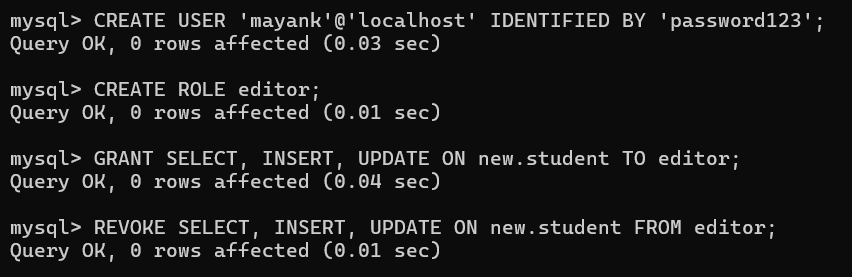 mysql> CREATE USER 'mayank'@'localhost' IDENTIFIED BY 'password123';
Query OK, 0 rows affected (0.03 sec)
mysql> CREATE ROLE editor;
Query OK, 0 rows affected (0.01 sec)
mysql> GRANT SELECT, INSERT, UPDATE ON new.student TO editor;
Query OK, 0 rows affected (0.04 sec)
mysql> REVOKE SELECT, INSERT, UPDATE ON new.student FROM editor;
Query OK, 0 rows affected (0.01 sec)